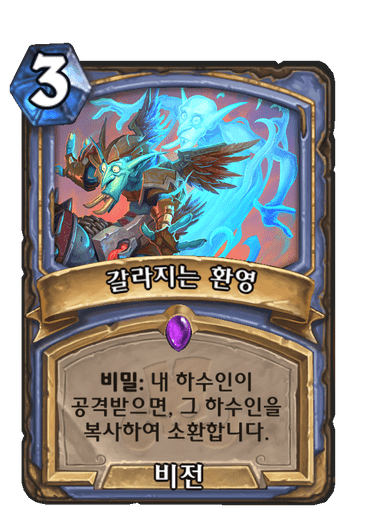 3
갈라지는 환영
비밀: 내 하수인이
공격받으면, 그 하수인을
복사하여 소환합니다.
비전